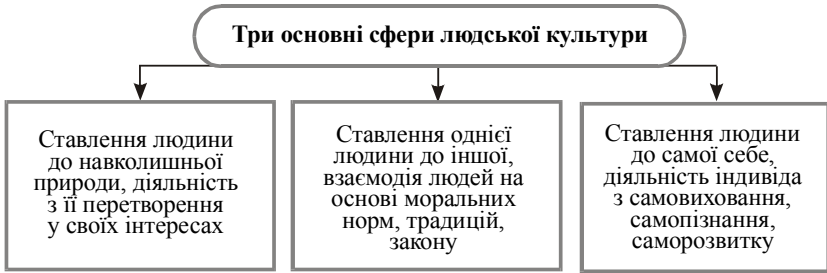 Три основні сфери людської культури
Ставлення людини
до навколишньої
природи, діяльність
з її перетворення
у своїх інтересах
Ставлення однієї
людини до іншої,
взаємодія людей на
основі моральних
норм, традицій,
закону
Ставлення людини
до самої себе,
діяльність індивіда
з самовиховання,
самопізнання,
саморозвитку